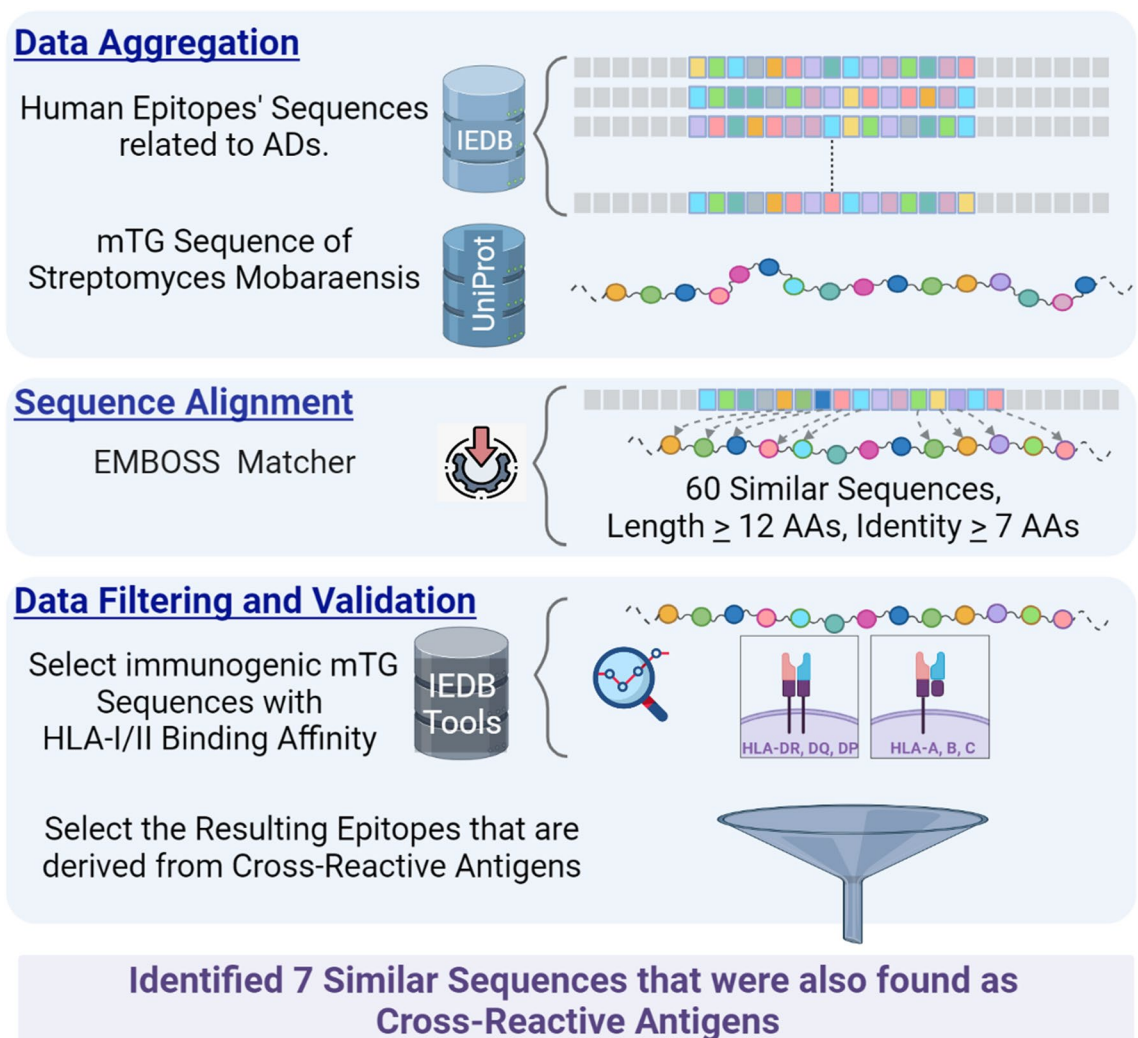 Data Aggregation
Human Epitopes' Sequences
related to ADs.
IEDB
mTG Sequence of
Streptomyces Mobaraensis
UniProt
Sequence Alignment
EMBOSS Matcher
60 Similar Sequences,
Length ≥ 12 AAs, Identity ≥ 7 AAs
Data Filtering and Validation
Select immunogenic mTG
Sequences with
HLA-I/II Binding Affinity
IEDB
Tools
HLA-DR, DQ, DP
HLA-A, B, C
Select the Resulting Epitopes that are
derived from Cross-Reactive Antigens
Identified 7 Similar Sequences that were also found as
Cross-Reactive Antigens